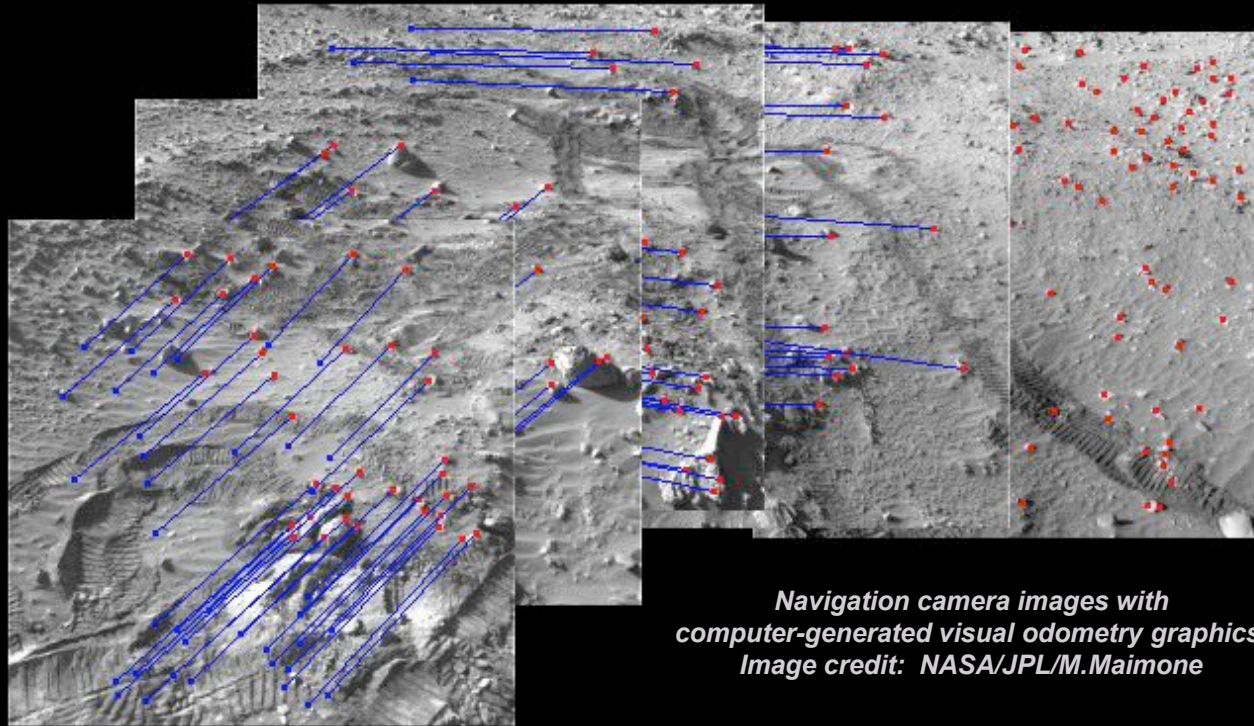 Navigation camera images with
computer-generated visual odometry graphics
Image credit:  NASA/JPL/M.Maimone